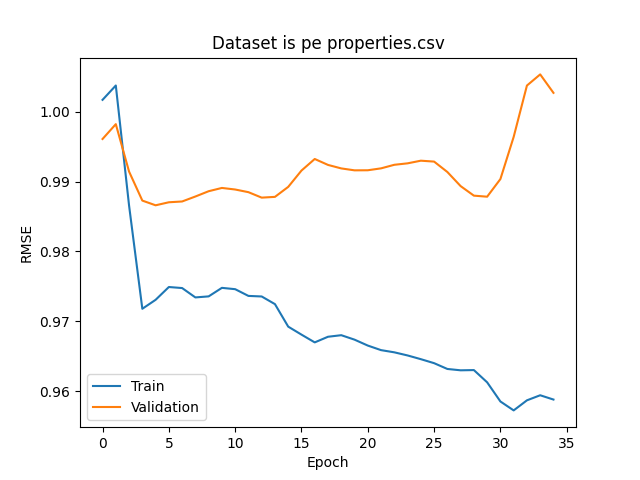 Dataset is pe properties.csv
RMSE
1.00
0.99
0.98
0.97
0.96
Train
Validation
0 5 10 15 20 25 30 35
Epoch